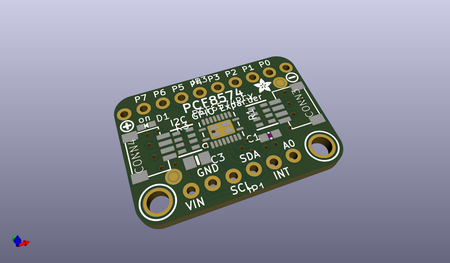 P7 P6 P5 P4 P3 P2 P1 P0
PCF8574
GPIO Expander
on D1
I2C
CONN1
CONN2
C1
C3
GND SDA A0
VIN SCL TP1 INT